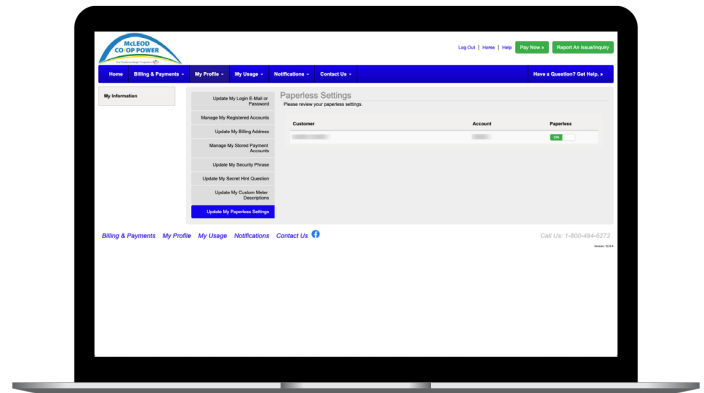 McLEOD
CO-OP POWER
Log Out | Home | Help
Pay Now »
Report An Issue/Inquiry
Home
Billing & Payments
My Profile
My Usage
Notifications
Contact Us
Have a Question? Get Help. »
My Information
Update My Login E-Mail or
Password
Manage My Registered Accounts
Update My Billing Address
Manage My Stored Payment
Accounts
Update My Security Phrase
Update My Secret Hint Question
Update My Custom Meter
Descriptions
Update My Paperless Settings
Paperless Settings
Please review your paperless settings.
Customer
Account
Paperless
ON
Billing & Payments
My Profile
My Usage
Notifications
Contact Us
Call Us: 1-800-494-6272